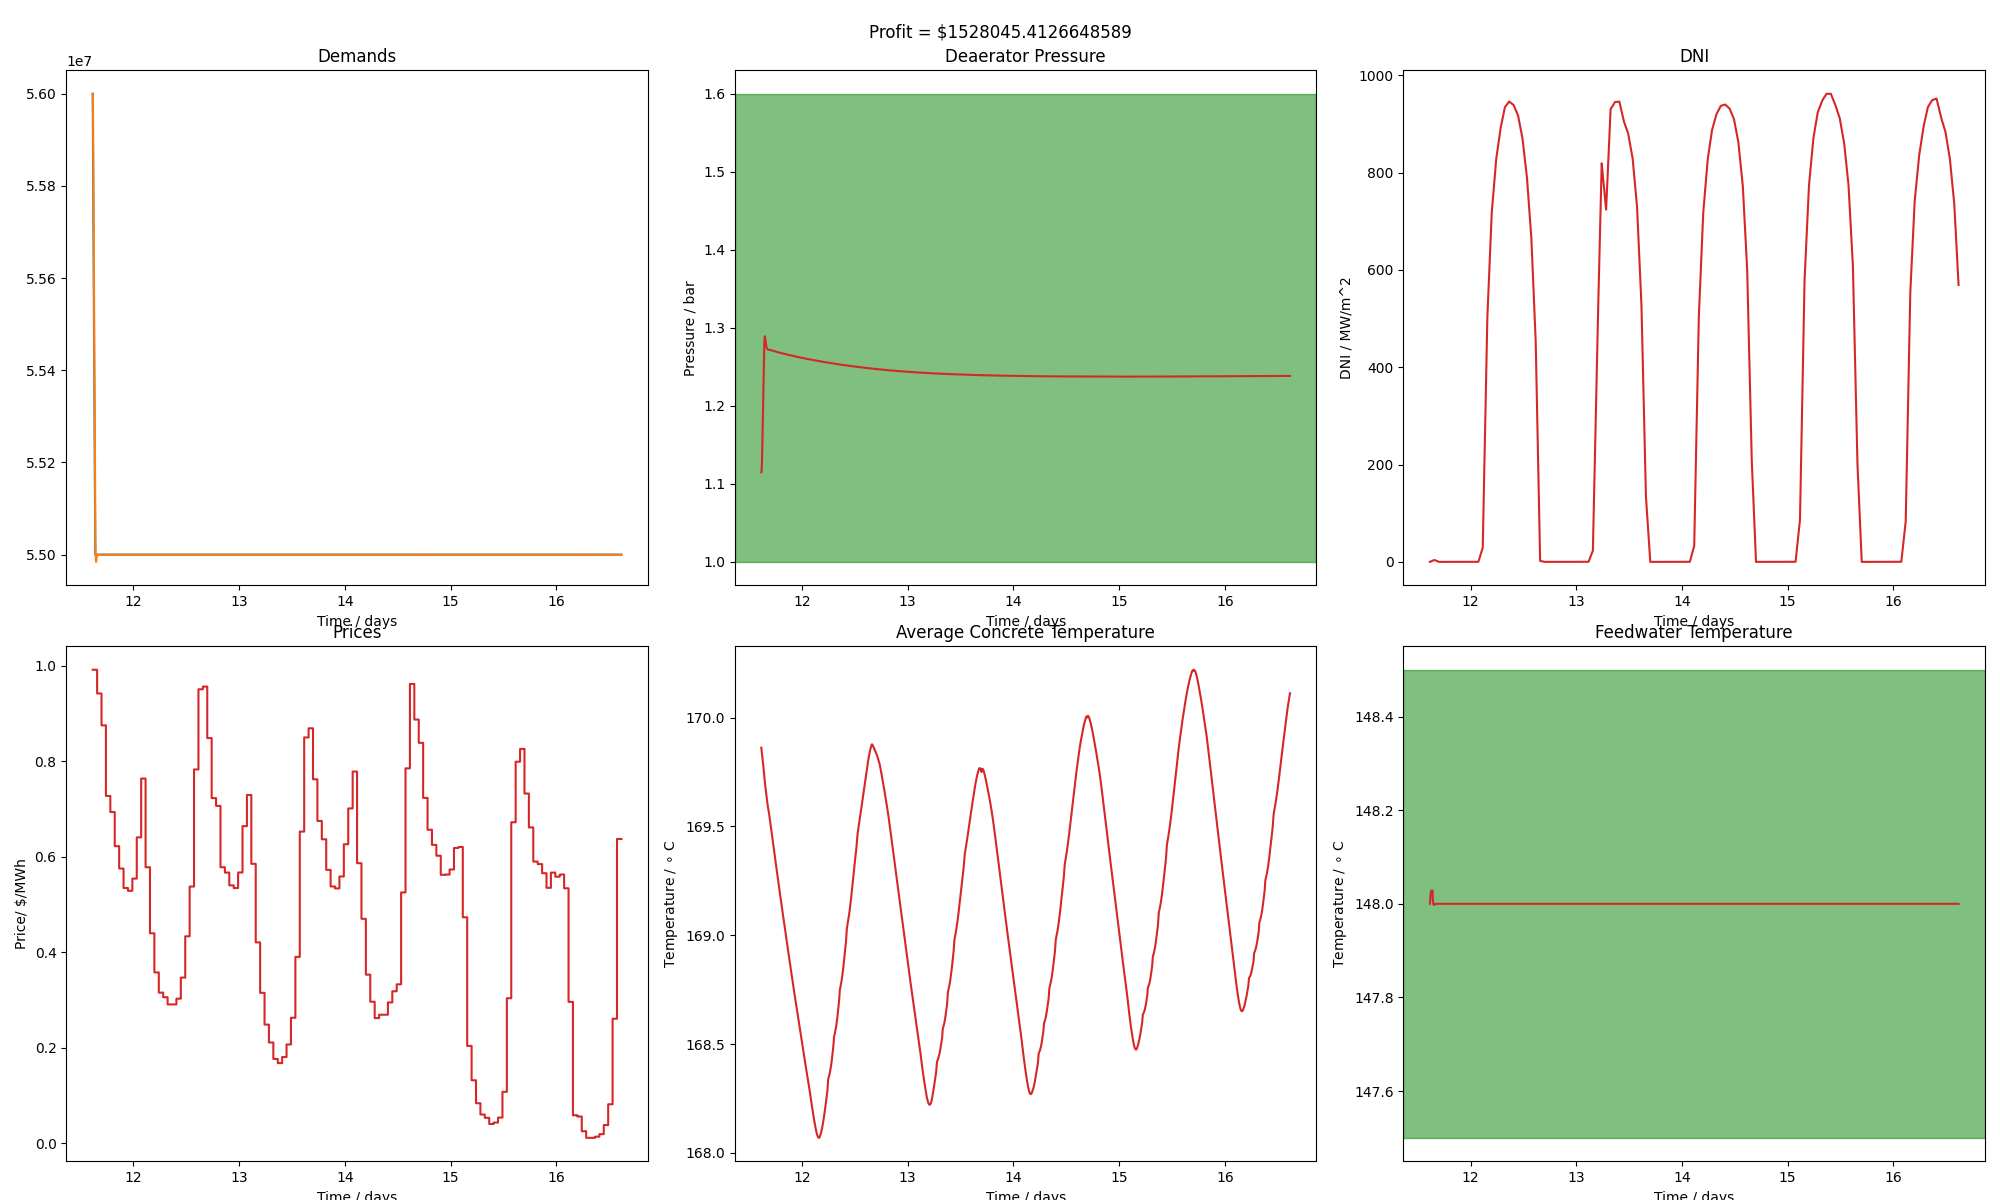 Profit = $1528045.4126648589
Demands
1e7
5.60
5.58
5.56
5.54
5.52
5.50
12 13 14 15 16
Time / days
Deaerator Pressure
Pressure / bar
1.6
1.5
1.4
1.3
1.2
1.1
1.0
12 13 14 15 16
Time / days
DNI
DNI / MW/m^2
1000
800
600
400
200
0
12 13 14 15 16
Time / days
Prices
Price/ $/MWh
1.0
0.8
0.6
0.4
0.2
0.0
12 13 14 15 16
Time / days
Average Concrete Temperature
Temperature / ∘ C
170.0
169.5
169.0
168.5
168.0
12 13 14 15 16
Time / days
Feedwater Temperature
Temperature / ∘ C
148.4
148.2
148.0
147.8
147.6
12 13 14 15 16
Time / days